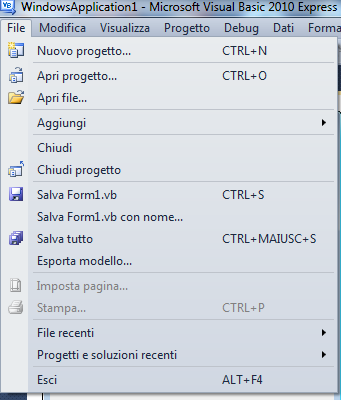 WindowsApplication1 - Microsoft Visual Basic 2010 Express
File Modifica Visualizza Progetto Debug Dati Forma
Nuovo progetto... CTRL+N
Apri progetto... CTRL+O
Apri file...
Aggiungi
Chiudi
Chiudi progetto
Salva Form1.vb CTRL+S
Salva Form1.vb con nome...
Salva tutto CTRL+MAIUSC+S
Esporta modello...
Imposta pagina...
Stampa... CTRL+P
File recenti
Progetti e soluzioni recenti
Esci ALT+F4